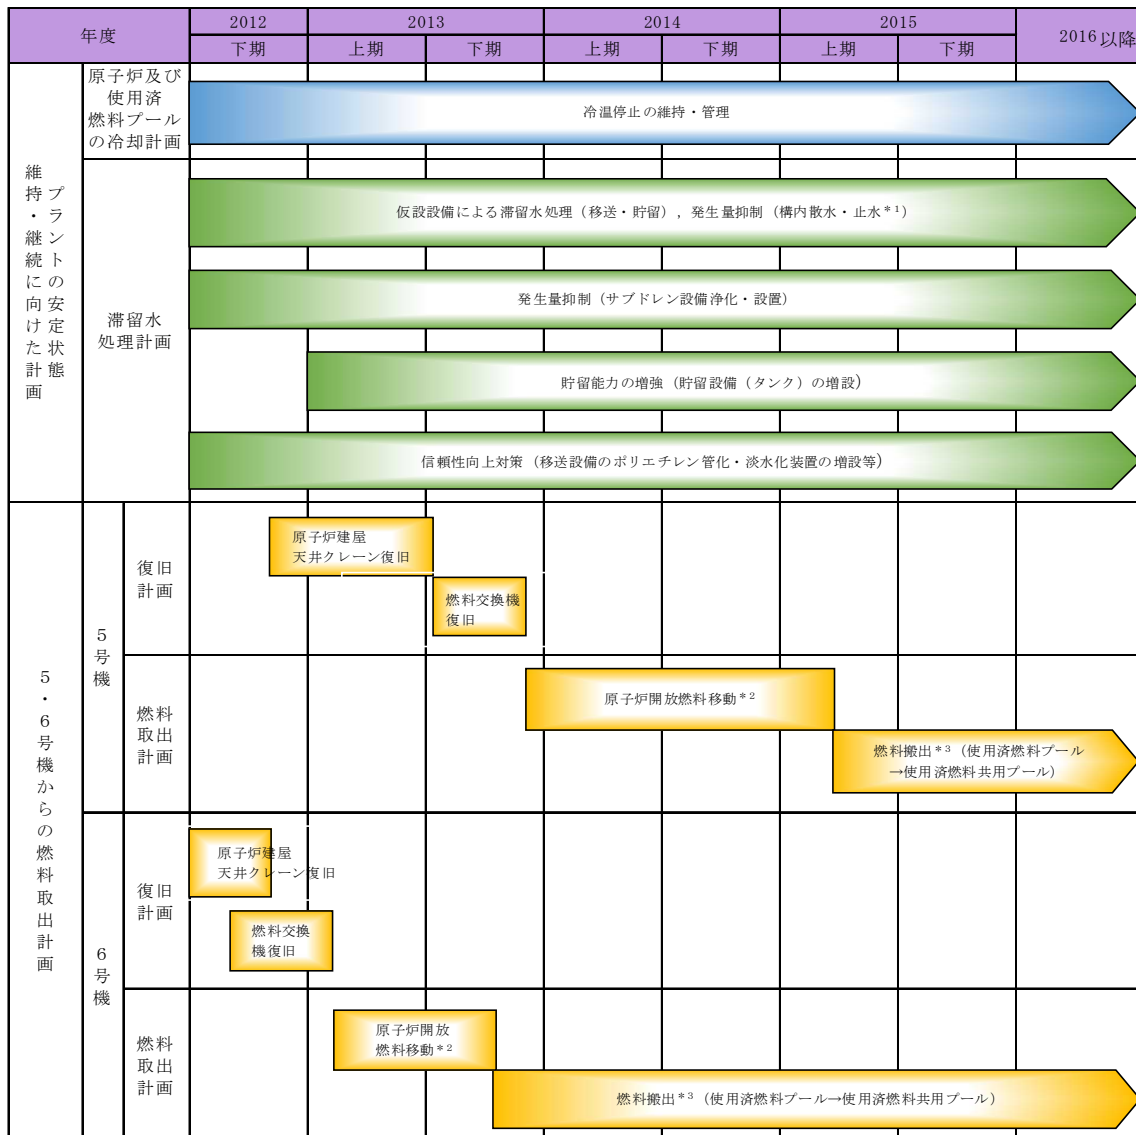 年度
2012
2013
2014
2015
2016以降
下期
上期
下期
上期
下期
上期
下期
プラントの安定状態
維持・継続に向けた計画
原子炉及び
使用済
燃料プール
の冷却計画
冷温停止の維持・管理
滞留水
処理計画
仮設設備による滞留水処理（移送・貯留）, 発生量抑制（構内散水・止水*1）
発生量抑制（サブドレン設備浄化・設置）
貯留能力の増強（貯留設備（タンク）の増設）
信頼性向上対策（移送設備のポリエチレン管化・淡水化装置の増設等）
5・6号機からの燃料取出計画
5号機
復旧
計画
原子炉建屋
天井クレーン復旧
燃料交換機
復旧
燃料
取出
計画
原子炉開放燃料移動*2
燃料搬出*3（使用済燃料プール
→使用済燃料共用プール）
6号機
復旧
計画
原子炉建屋
天井クレーン復旧
燃料交換
機復旧
燃料
取出
計画
原子炉開放
燃料移動*2
燃料搬出*3（使用済燃料プール→使用済燃料共用プール）